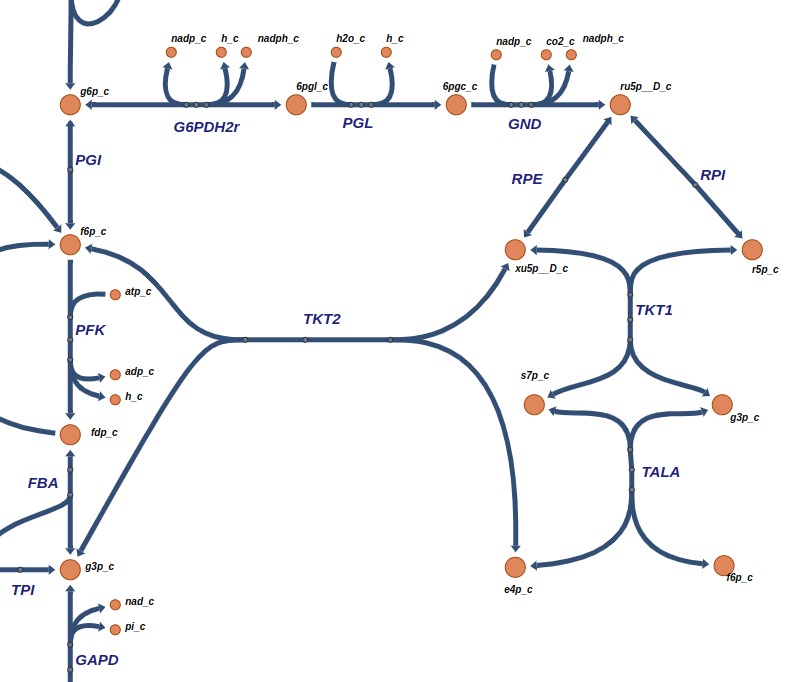 nadp_c h_c nadph_c h2o_c h_c nadp_c co2_c nadph_c
g6p_c 6pgl_c 6pgc_c ru5p__D_c
G6PDH2r PGL GND
PGI RPE RPI
f6p_c
xu5p__D_c r5p_c
atp_c
TKT2 TKT1
PFK
adp_c s7p_c
h_c
g3p_c
fdp_c
FBA TALA
g3p_c
TPI f6p_c
e4p_c
nad_c
pi_c
GAPD